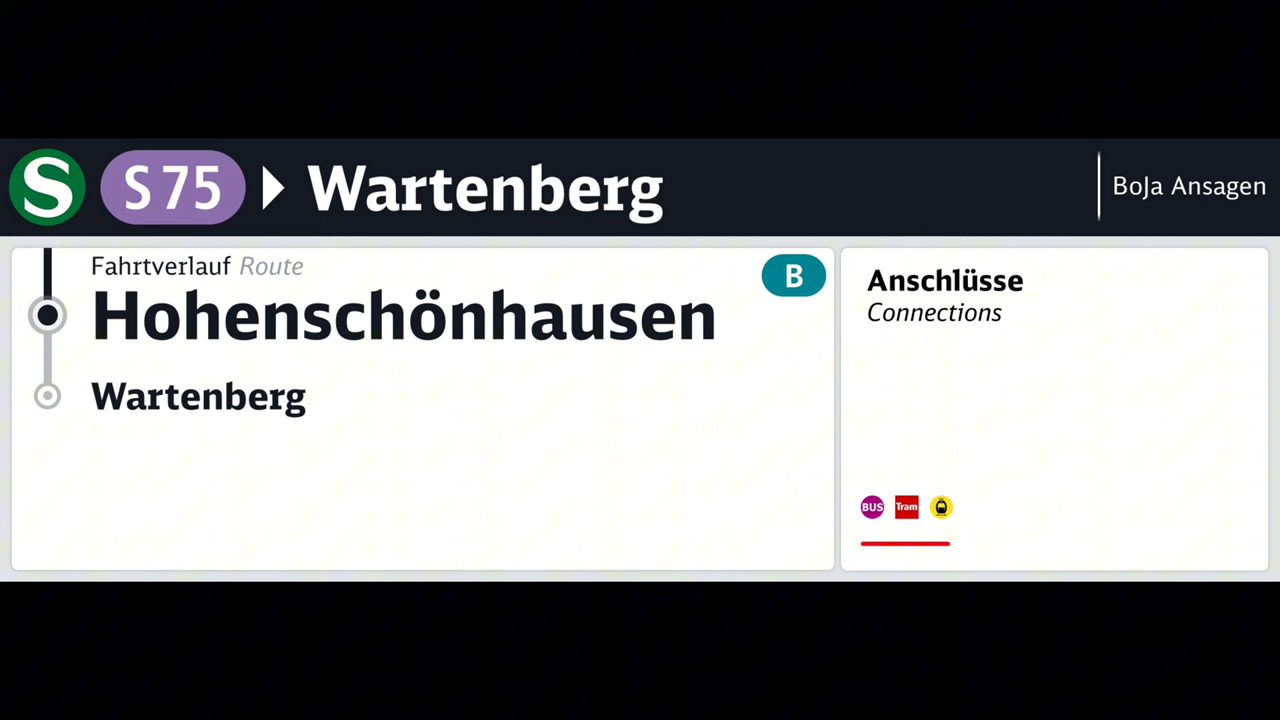 S S 75 Wartenberg
BoJa Ansagen
Fahrtverlauf Route
B
Hohenschönhausen
Wartenberg
Anschlüsse
Connections
BUS Tram